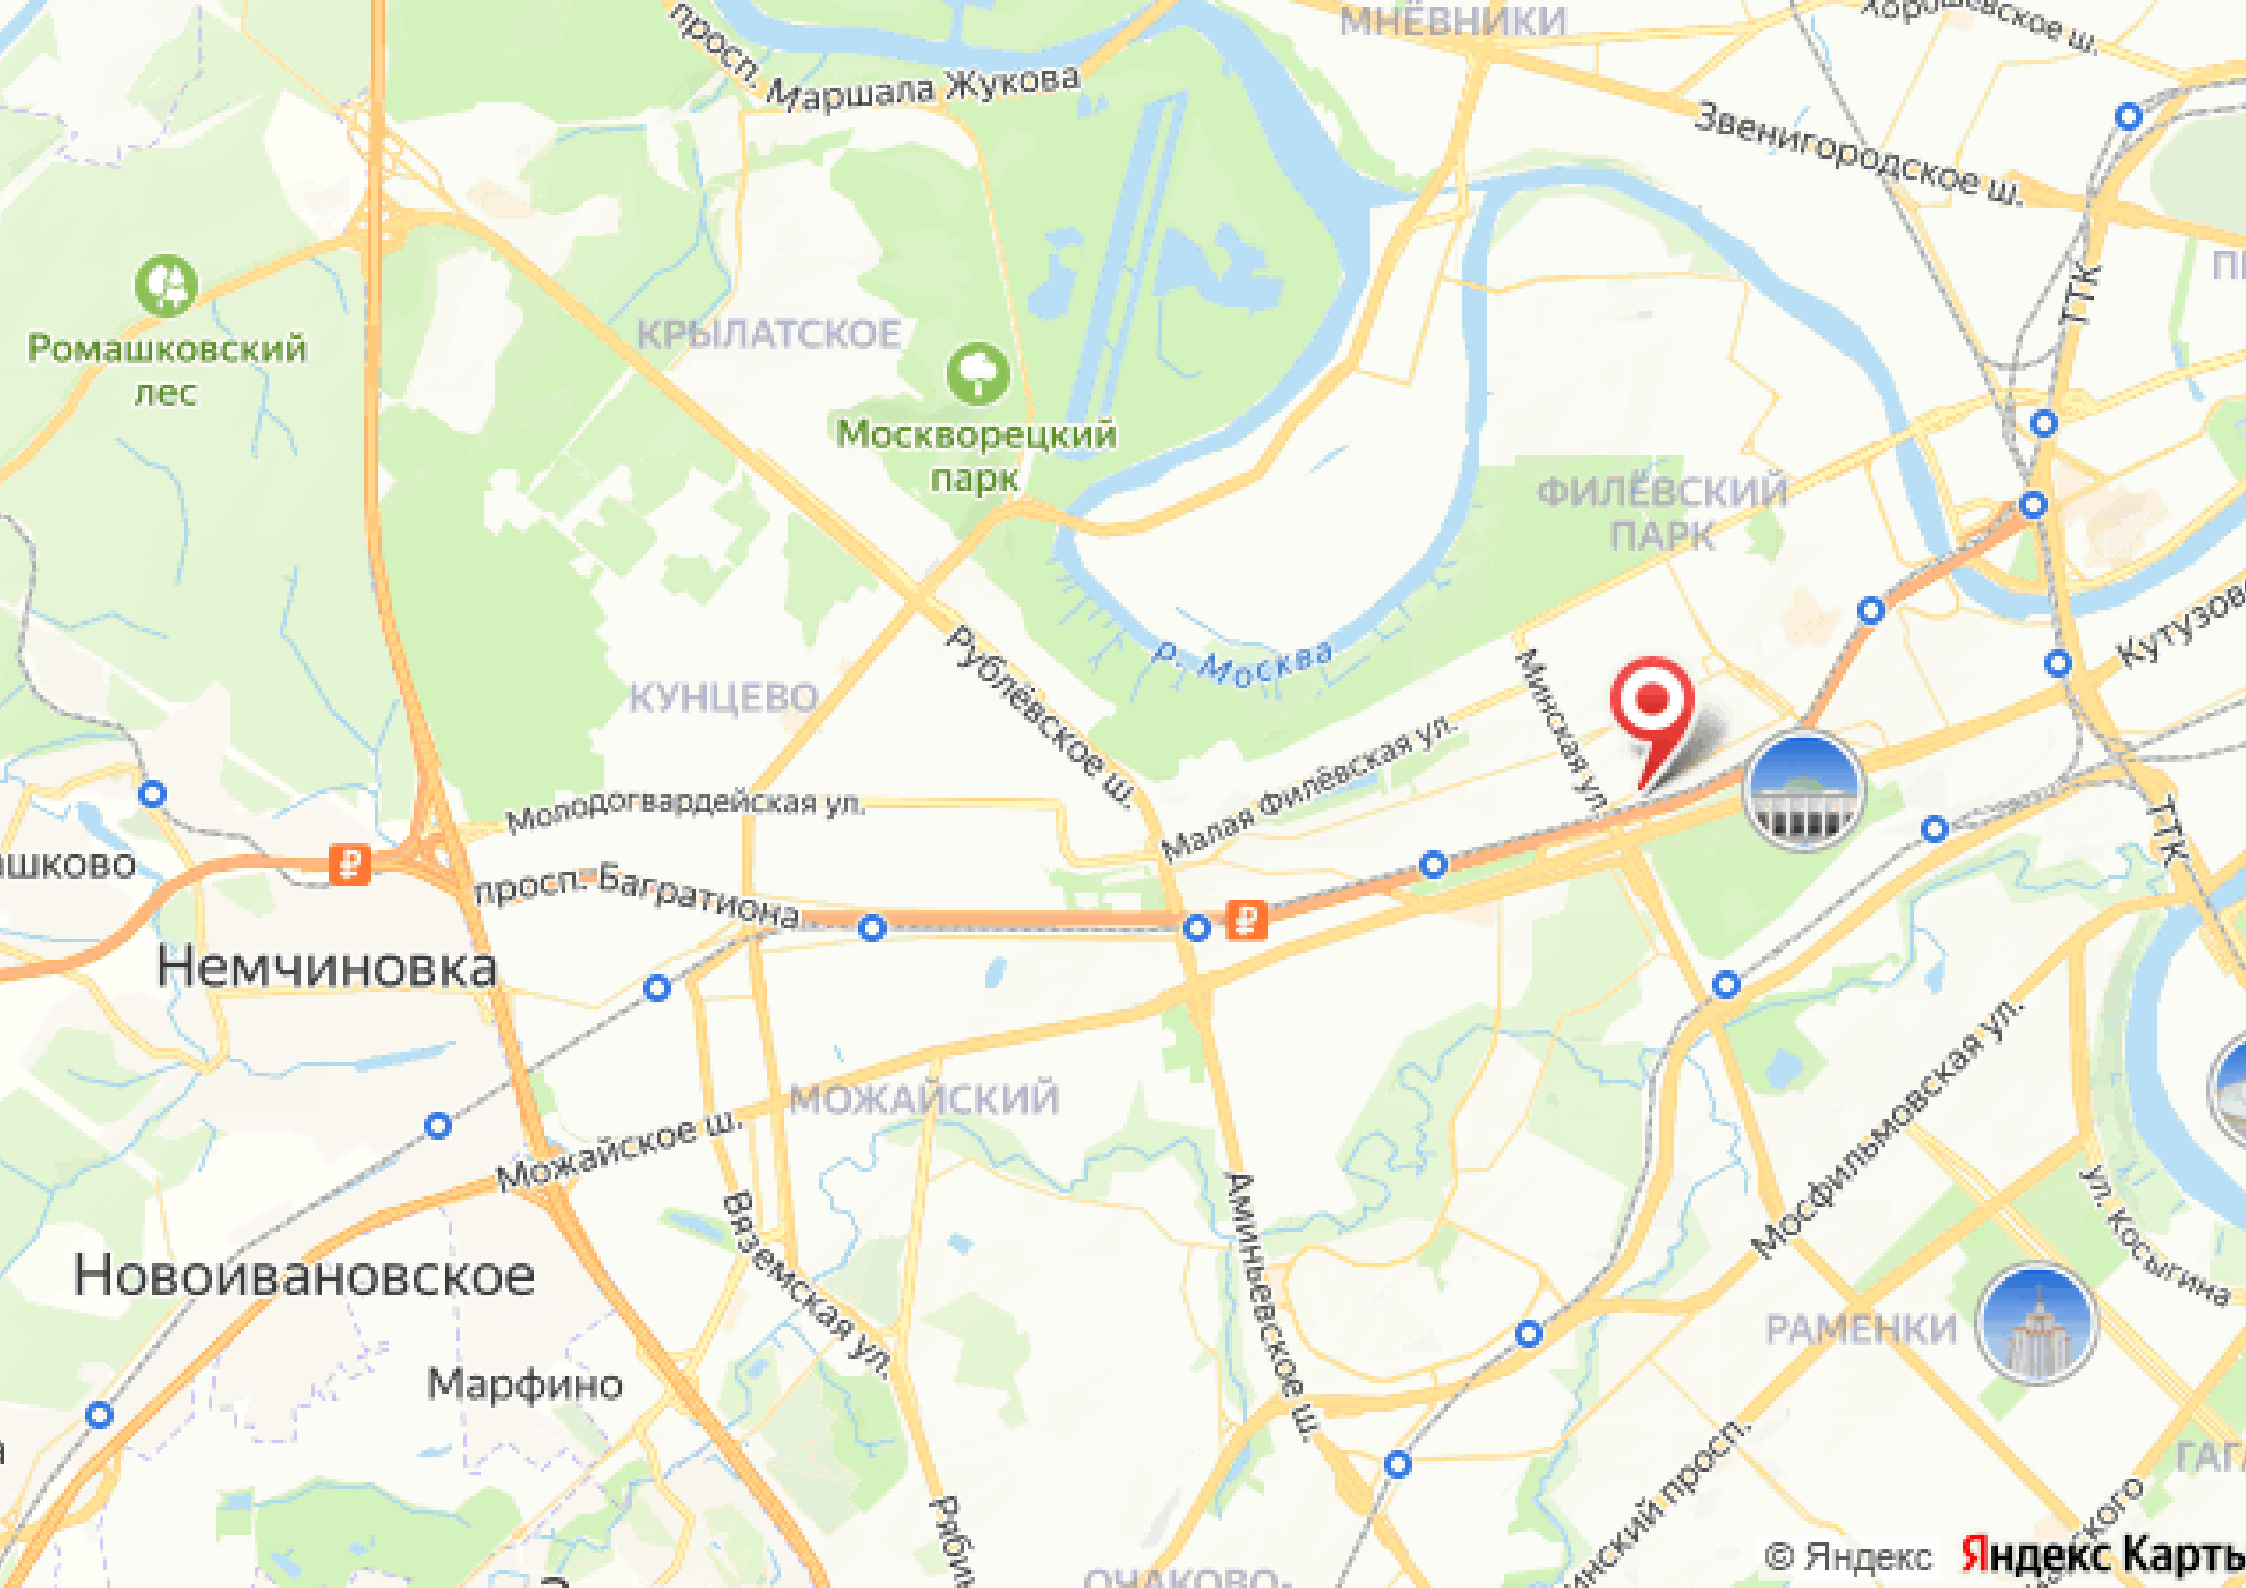 МНЁВНИКИ
Хорошёвское ш.
просп. Маршала Жукова
Звенигородское ш.
ТТК
Ромашковский
лес
КРЫЛАТСКОЕ
Москворецкий
парк
ФИЛЁВСКИЙ
ПАРК
Рублёвское ш.
р. Москва
Минская ул.
КУНЦЕВО
Малая Филёвская ул.
Молодогвардейская ул.
просп. Багратиона
₽
₽
ТТК
Немчиновка
Можайское ш.
МОЖАЙСКИЙ
Мосфильмовская ул.
ул. Косыгина
Вяземская ул.
Аминьевское ш.
Новоивановское
РАМЕНКИ
Марфино
© Яндекс
Яндекс Карты